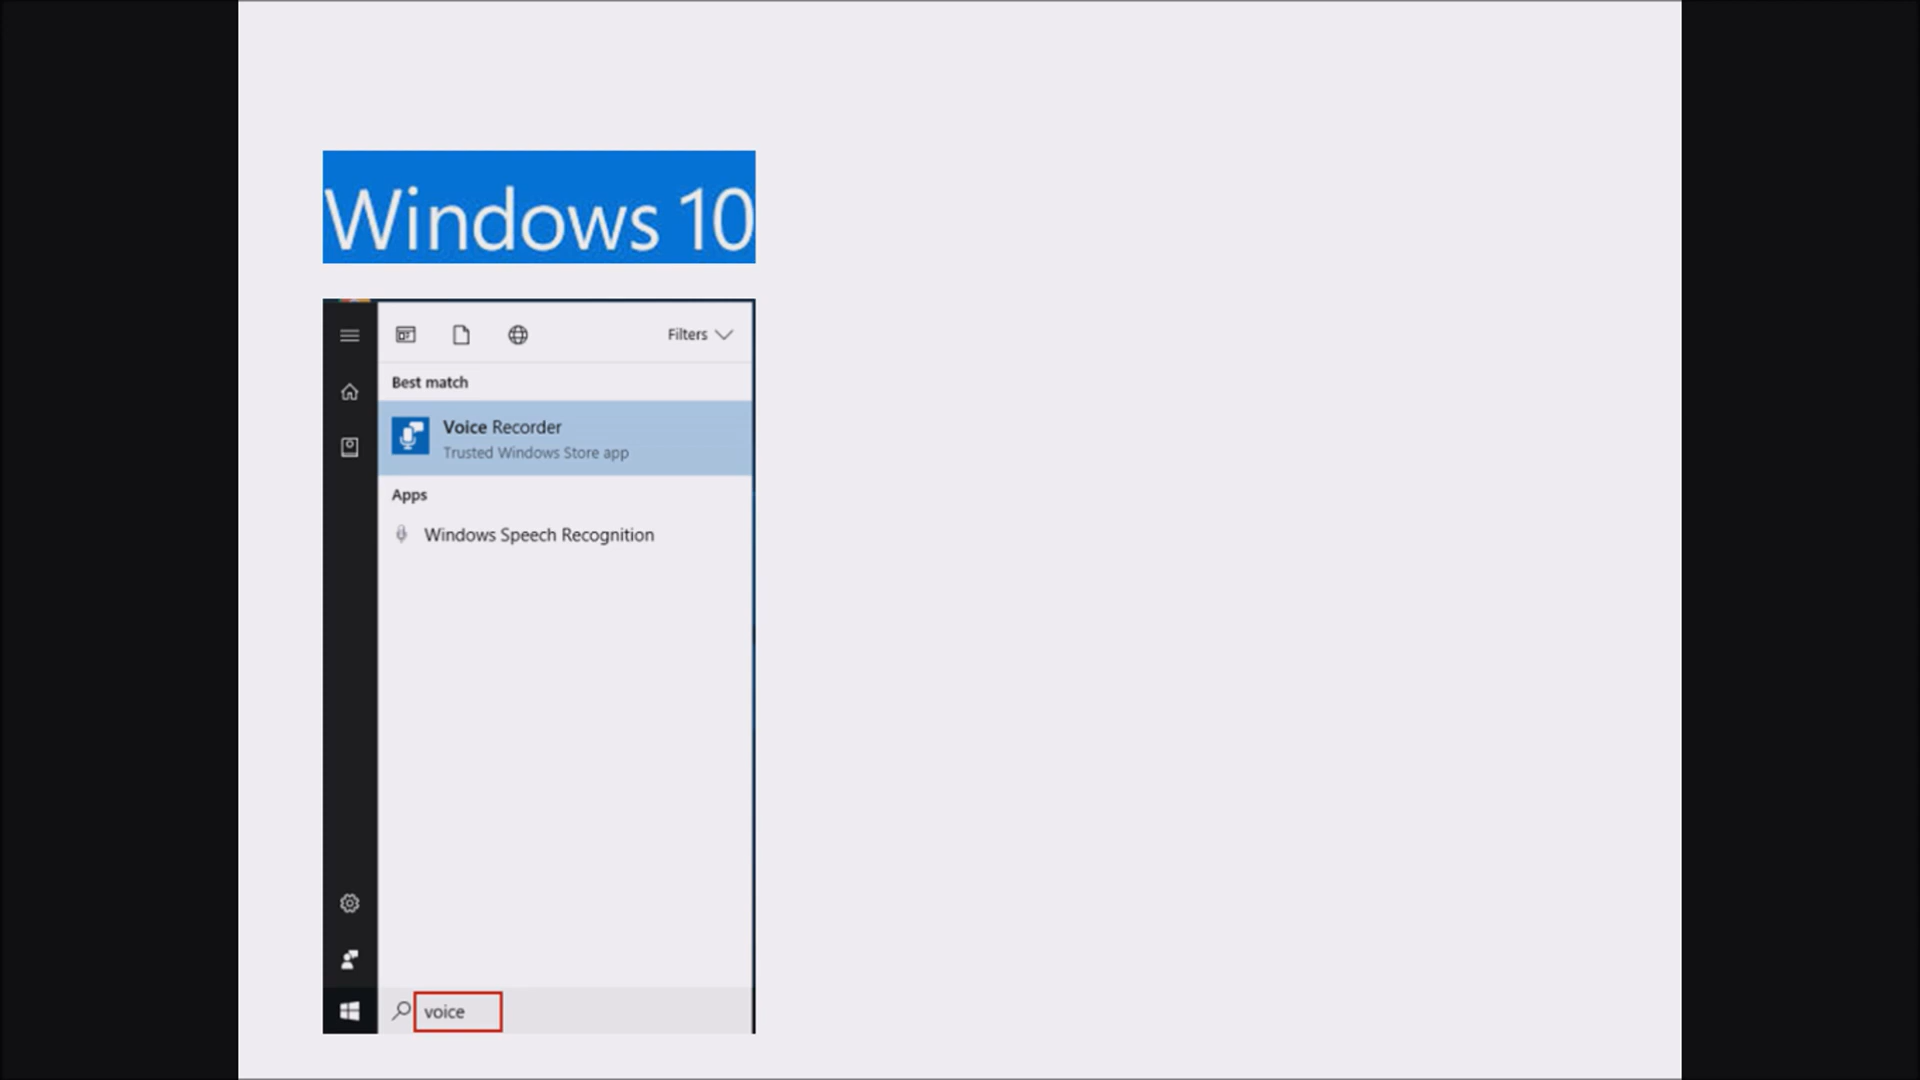 Windows 10
Filters
Best match
Voice Recorder
Trusted Windows Store app
Apps
Windows Speech Recognition
voice